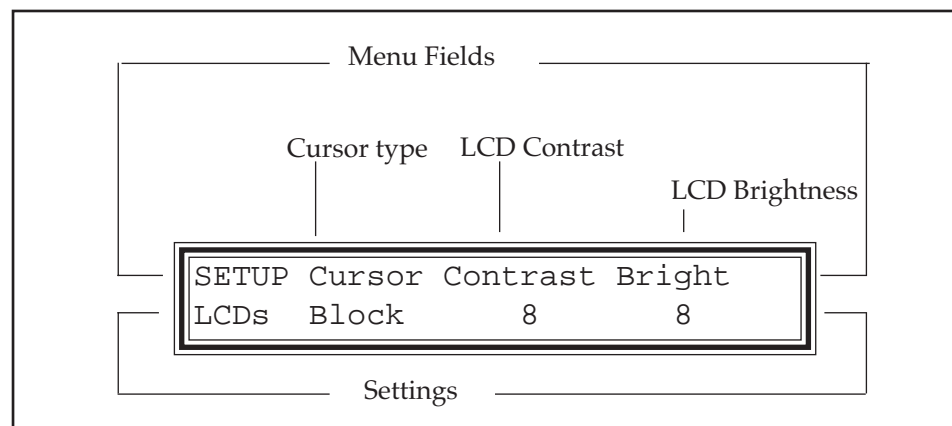 Menu Fields
Cursor type LCD Contrast
LCD Brightness
SETUP Cursor Contrast Bright
LCDs Block 8 8
Settings